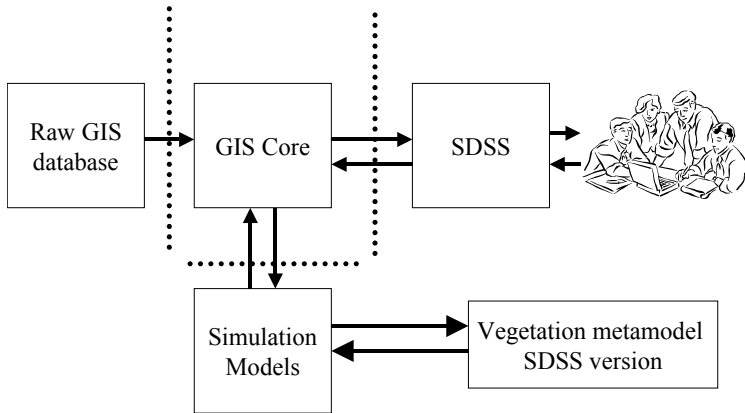 Raw GIS
database
GIS Core
SDSS
Simulation
Models
Vegetation metamodel
SDSS version